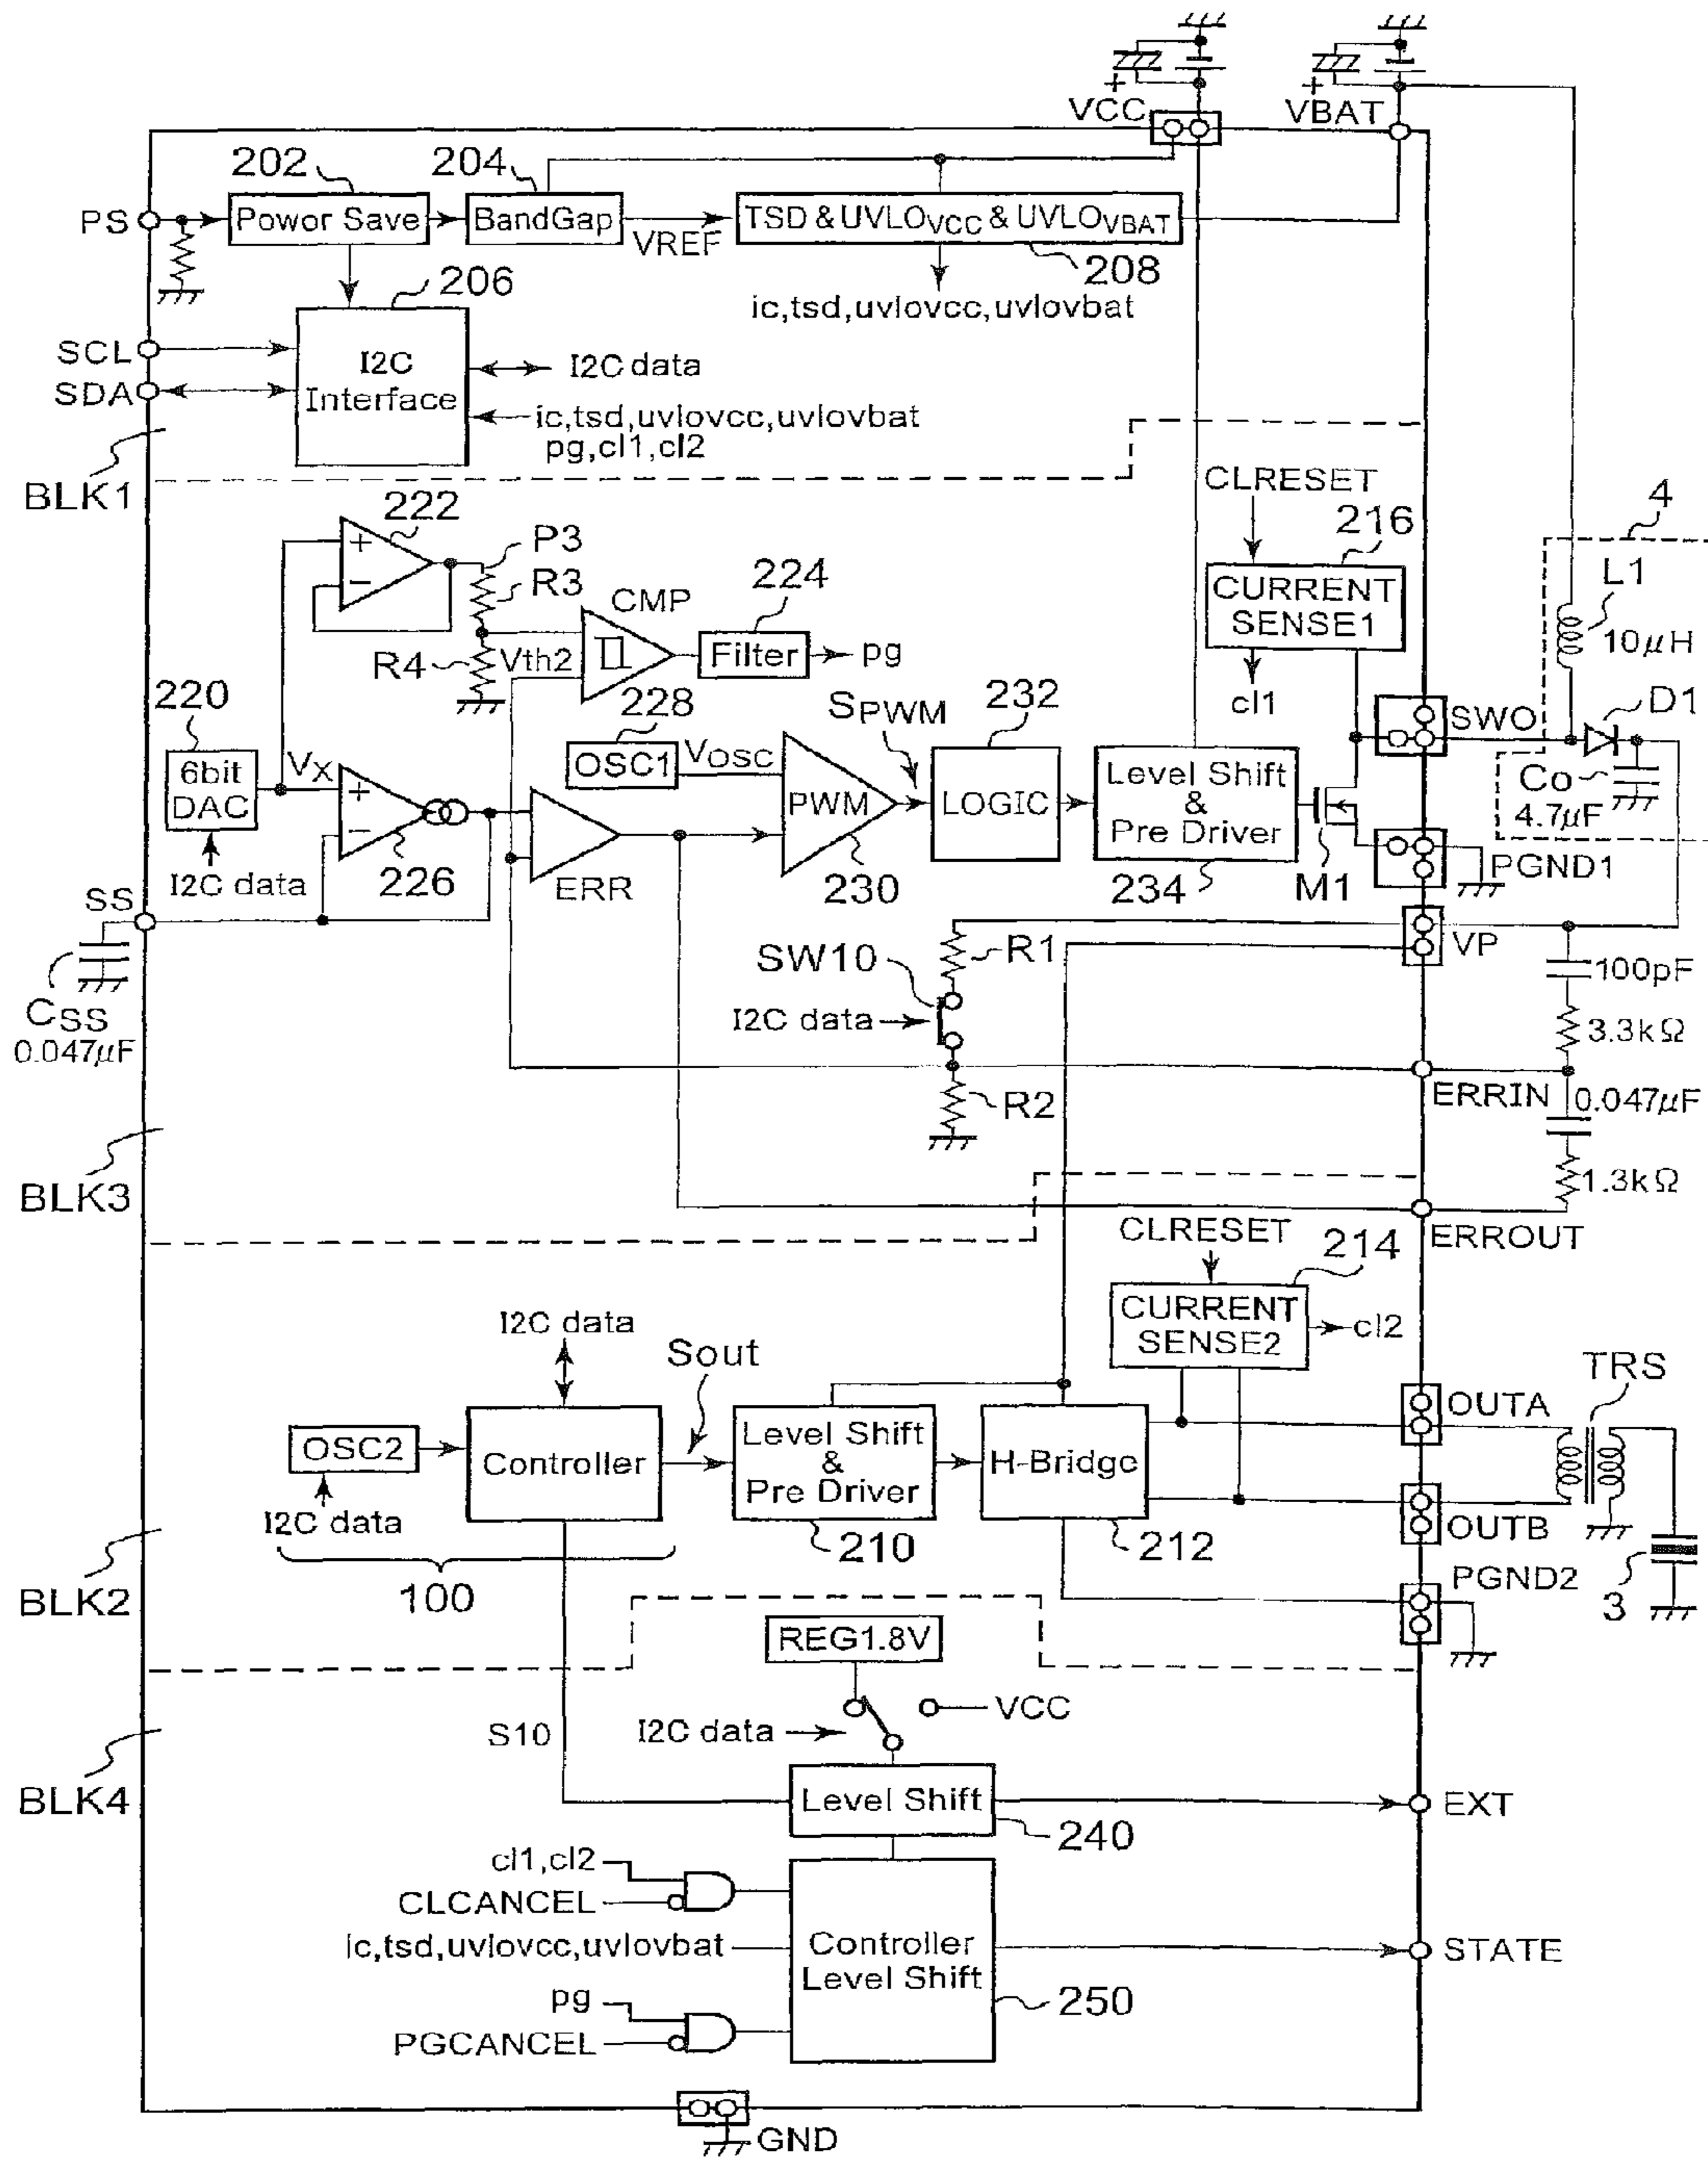 VCC
VBAT
202
204
PS
Powor Save
BandGap
VREF
TSD & UVLOVCC & UVLOVBAT
208
ic,tsd,uvlovcc,uvlovbat
206
SCL
SDA
I2C
Interface
I2C data
ic,tsd,uvlovcc,uvlovbat
pg,cl1,cl2
BLK1
CLRESET
216
CURRENT
SENSE1
cl1
4
L1
10μH
222
P3
R3
R4
Vth2
CMP
224
Filter
pg
220
6bit
DAC
VX
I2C data
226
228
OSC1
VOSC
ERR
PWM
230
SPWM
232
LOGIC
Level Shift
&
Pre Driver
234
M1
SWO
D1
Co
4.7μF
PGND1
SS
CSS
0.047μF
VP
R1
SW10
I2C data
R2
100pF
3.3kΩ
ERRIN
0.047μF
1.3kΩ
BLK3
ERROUT
CLRESET
214
CURRENT
SENSE2
cl2
I2C data
Sout
OSC2
I2C data
Controller
100
Level Shift
&
Pre Driver
210
H-Bridgc
212
OUTA
OUTB
TRS
3
PGND2
BLK2
REG1.8V
VCC
I2C data
S10
BLK4
Level Shift
240
EXT
cl1,cl2
CLCANCEL
ic,tsd,uvlovcc,uvlovbat
Controller
Level Shift
250
STATE
pg
PGCANCEL
GND